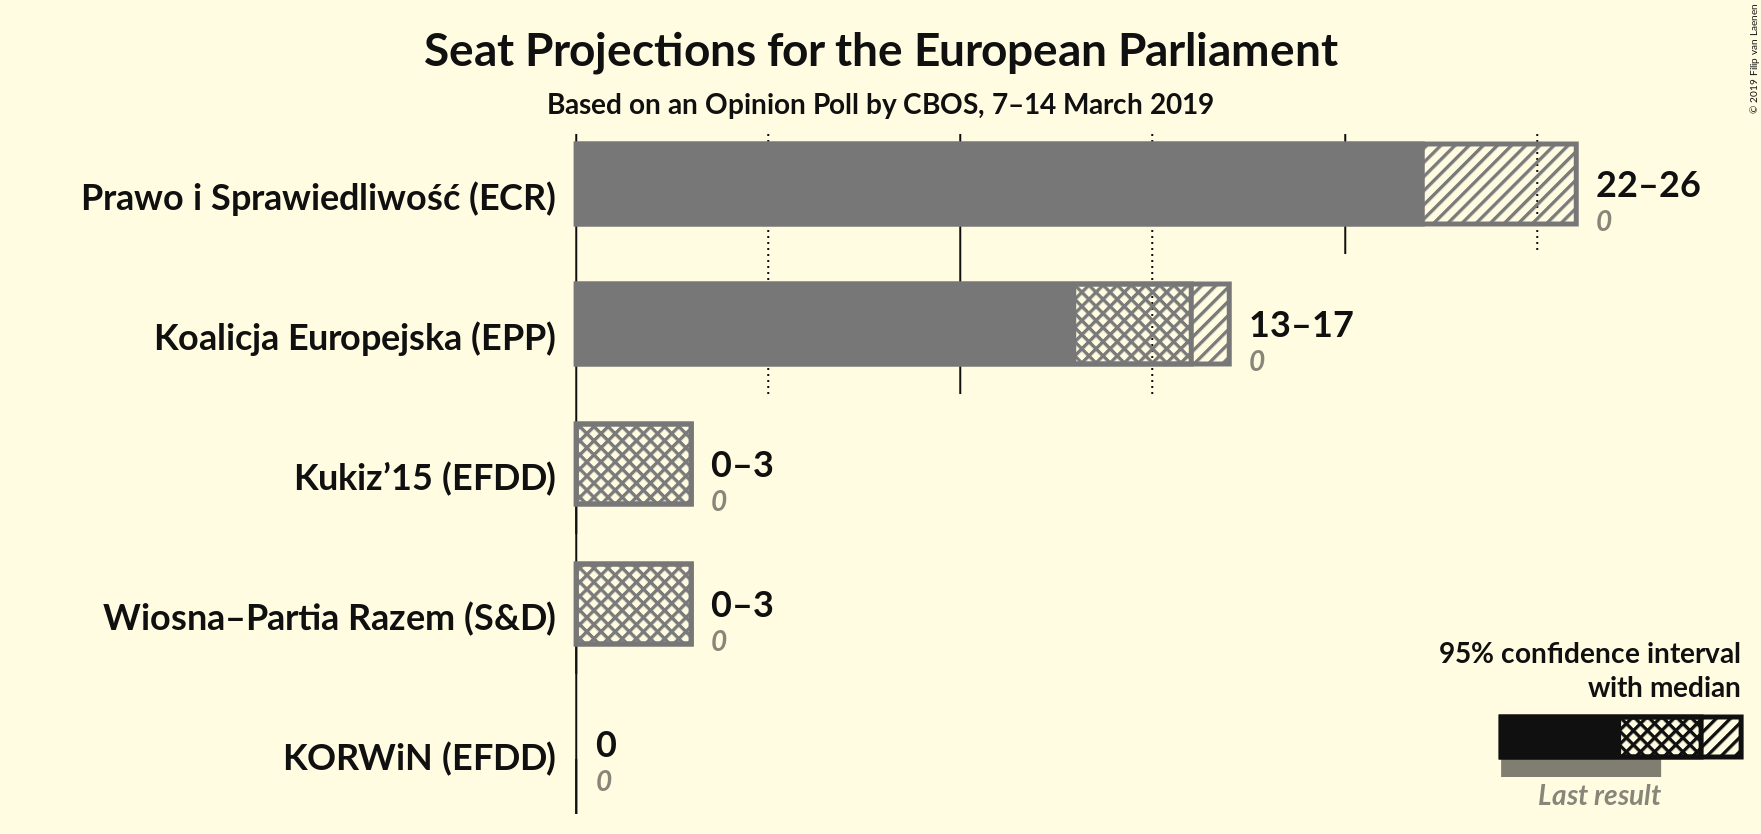 Seat Projections for the European Parliament
Based on an Opinion Poll by CBOS, 7–14 March 2019
© 2019 Filip van Laenen
Prawo i Sprawiedliwość (ECR)
22–26
0
Koalicja Europejska (EPP)
13–17
0
Kukiz’15 (EFDD)
0–3
0
Wiosna–Partia Razem (S&D)
0–3
0
KORWiN (EFDD)
0
0
95% confidence interval
with median
Last result